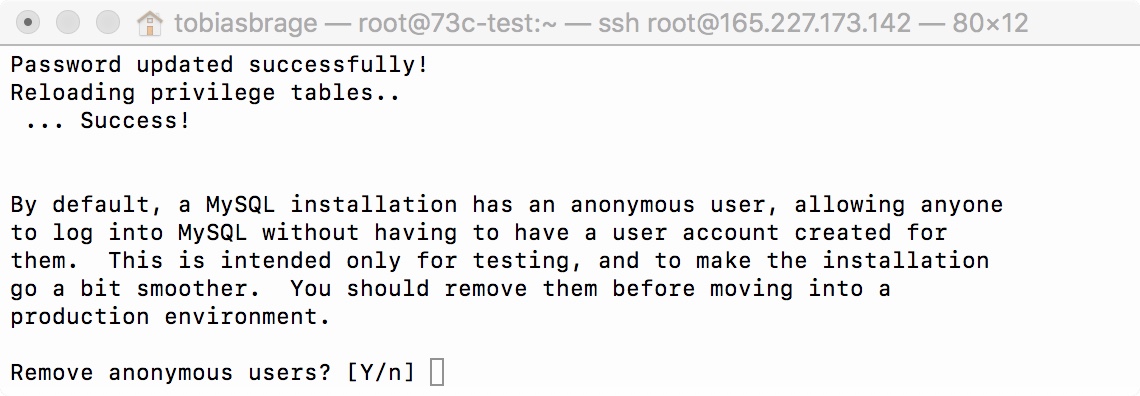 tobiasbrage — root@73c-test:~ — ssh root@165.227.173.142 — 80×12
Password updated successfully!
Reloading privilege tables..
 ... Success!
By default, a MySQL installation has an anonymous user, allowing anyone
to log into MySQL without having to have a user account created for
them.  This is intended only for testing, and to make the installation
go a bit smoother.  You should remove them before moving into a
production environment.
Remove anonymous users? [Y/n]